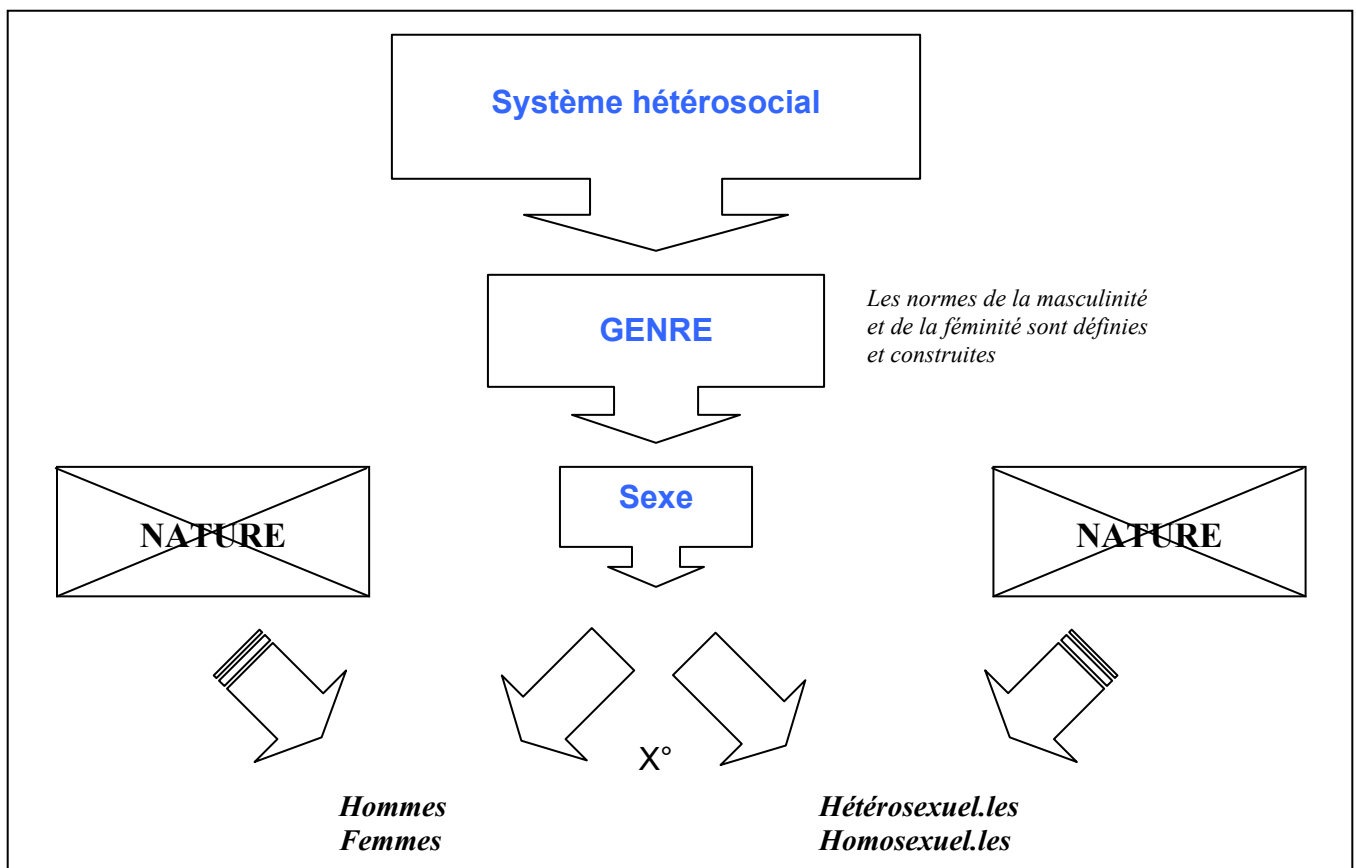 Système hétérosocial
GENRE
Les normes de la masculinité
et de la féminité sont définies
et construites
Sexe
NATURE
NATURE
X°
Hommes
Femmes
Hétérosexuel.les
Homosexuel.les